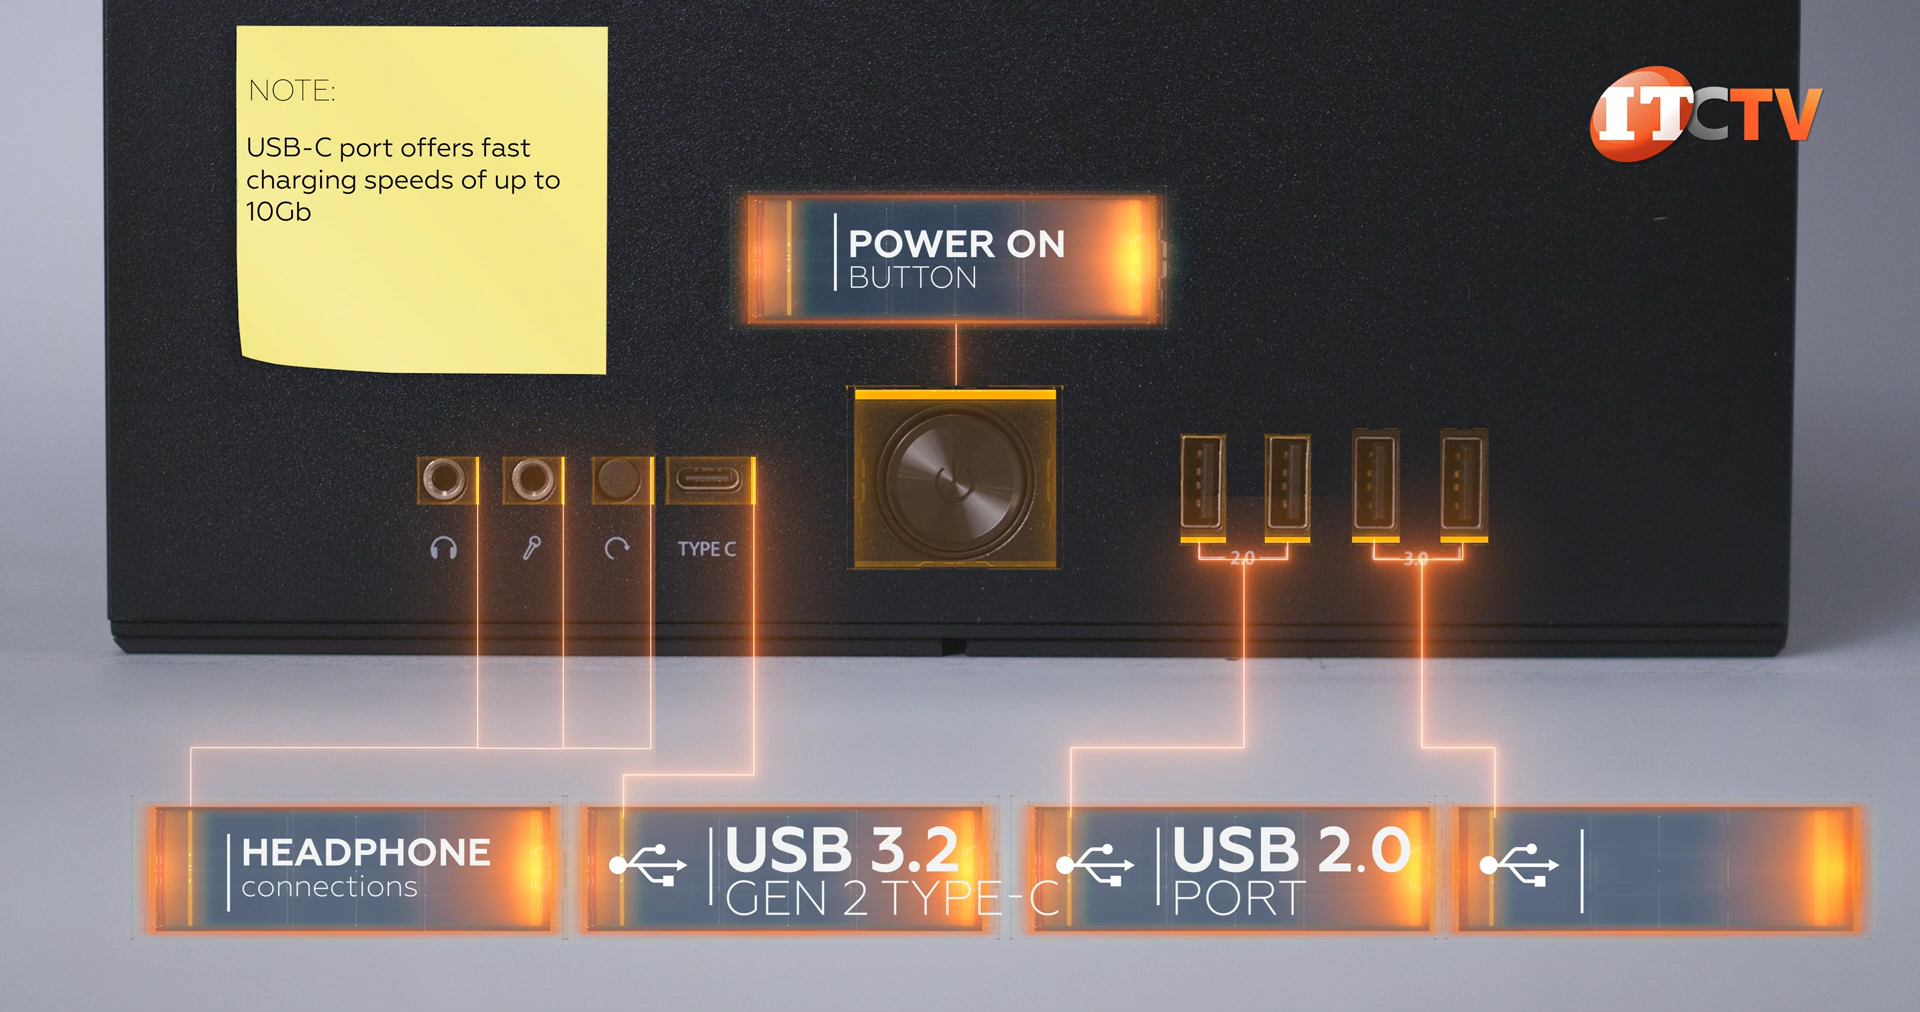 NOTE:
USB-C port offers fast
charging speeds of up to
10Gb
ITCTV
POWER ON
BUTTON
TYPE C
2.0
3.0
HEADPHONE
connections
USB 3.2
GEN 2 TYPE-C
USB 2.0
PORT